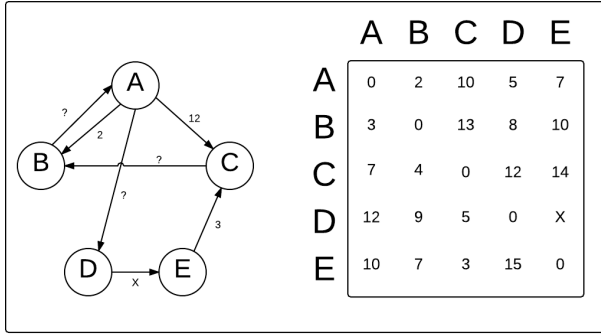 A B C D E
A 0 2 10 5 7
B 3 0 13 8 10
C 7 4 0 12 14
D 12 9 5 0 X
E 10 7 3 15 0
A
?
2
12
B
?
C
?
3
D
X
E